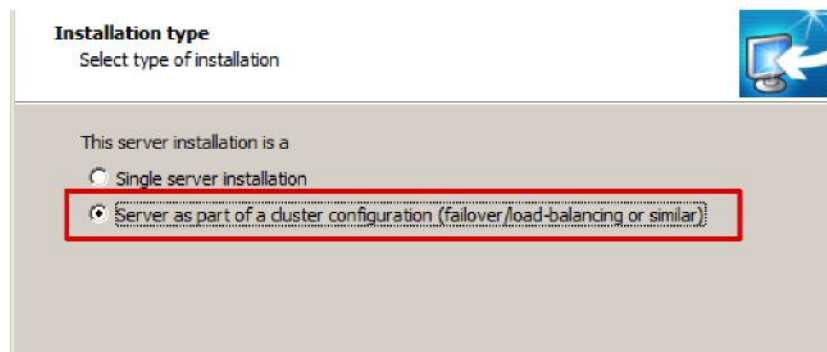 Installation type
Select type of installation
This server installation is a
Single server installation
Server as part of a cluster configuration (failover/load-balancing or similar)